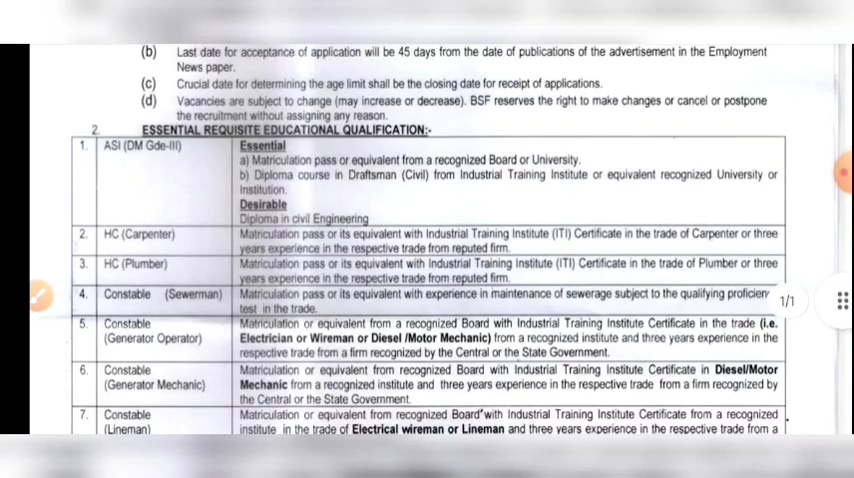 (b) Last date for acceptance of application will be 45 days from the date of publications of the advertisement in the Employment
News paper.
(c) Crucial date for determining the age limit shall be the closing date for receipt of applications.
(d) Vacancies are subject to change (may increase or decrease). BSF reserves the right to make changes or cancel or postpone
the recruitment without assigning any reason.
2. ESSENTIAL REQUISITE EDUCATIONAL QUALIFICATION:-
1. ASI (DM Gde-III) Essential
a) Matriculation pass or equivalent from a recognized Board or University.
b) Diploma course in Draftsman (Civil) from Industrial Training Institute or equivalent recognized University or
Institution.
Desirable
Diploma in civil Engineering
2. HC (Carpenter) Matriculation pass or its equivalent with Industrial Training Institute (ITI) Certificate in the trade of Carpenter or three
years experience in the respective trade from reputed firm.
3. HC (Plumber) Matriculation pass or its equivalent with Industrial Training Institute (ITI) Certificate in the trade of Plumber or three
years experience in the respective trade from reputed firm.
4. Constable (Sewerman) Matriculation pass or its equivalent with experience in maintenance of sewerage subject to the qualifying proficien
test in the trade.
1/1
5. Constable Matriculation or equivalent from a recognized Board with Industrial Training Institute Certificate in the trade (i.e.
(Generator Operator) Electrician or Wireman or Diesel /Motor Mechanic) from a recognized institute and three years experience in the
respective trade from a firm recognized by the Central or the State Government.
6. Constable Matriculation or equivalent from recognized Board with Industrial Training Institute Certificate in Diesel/Motor
(Generator Mechanic) Mechanic from a recognized institute and three years experience in the respective trade from a firm recognized by
the Central or the State Government.
7. Constable Matriculation or equivalent from recognized Board with Industrial Training Institute Certificate from a recognized
(Lineman) institute in the trade of Electrical wireman or Lineman and three years experience in the respective trade from a